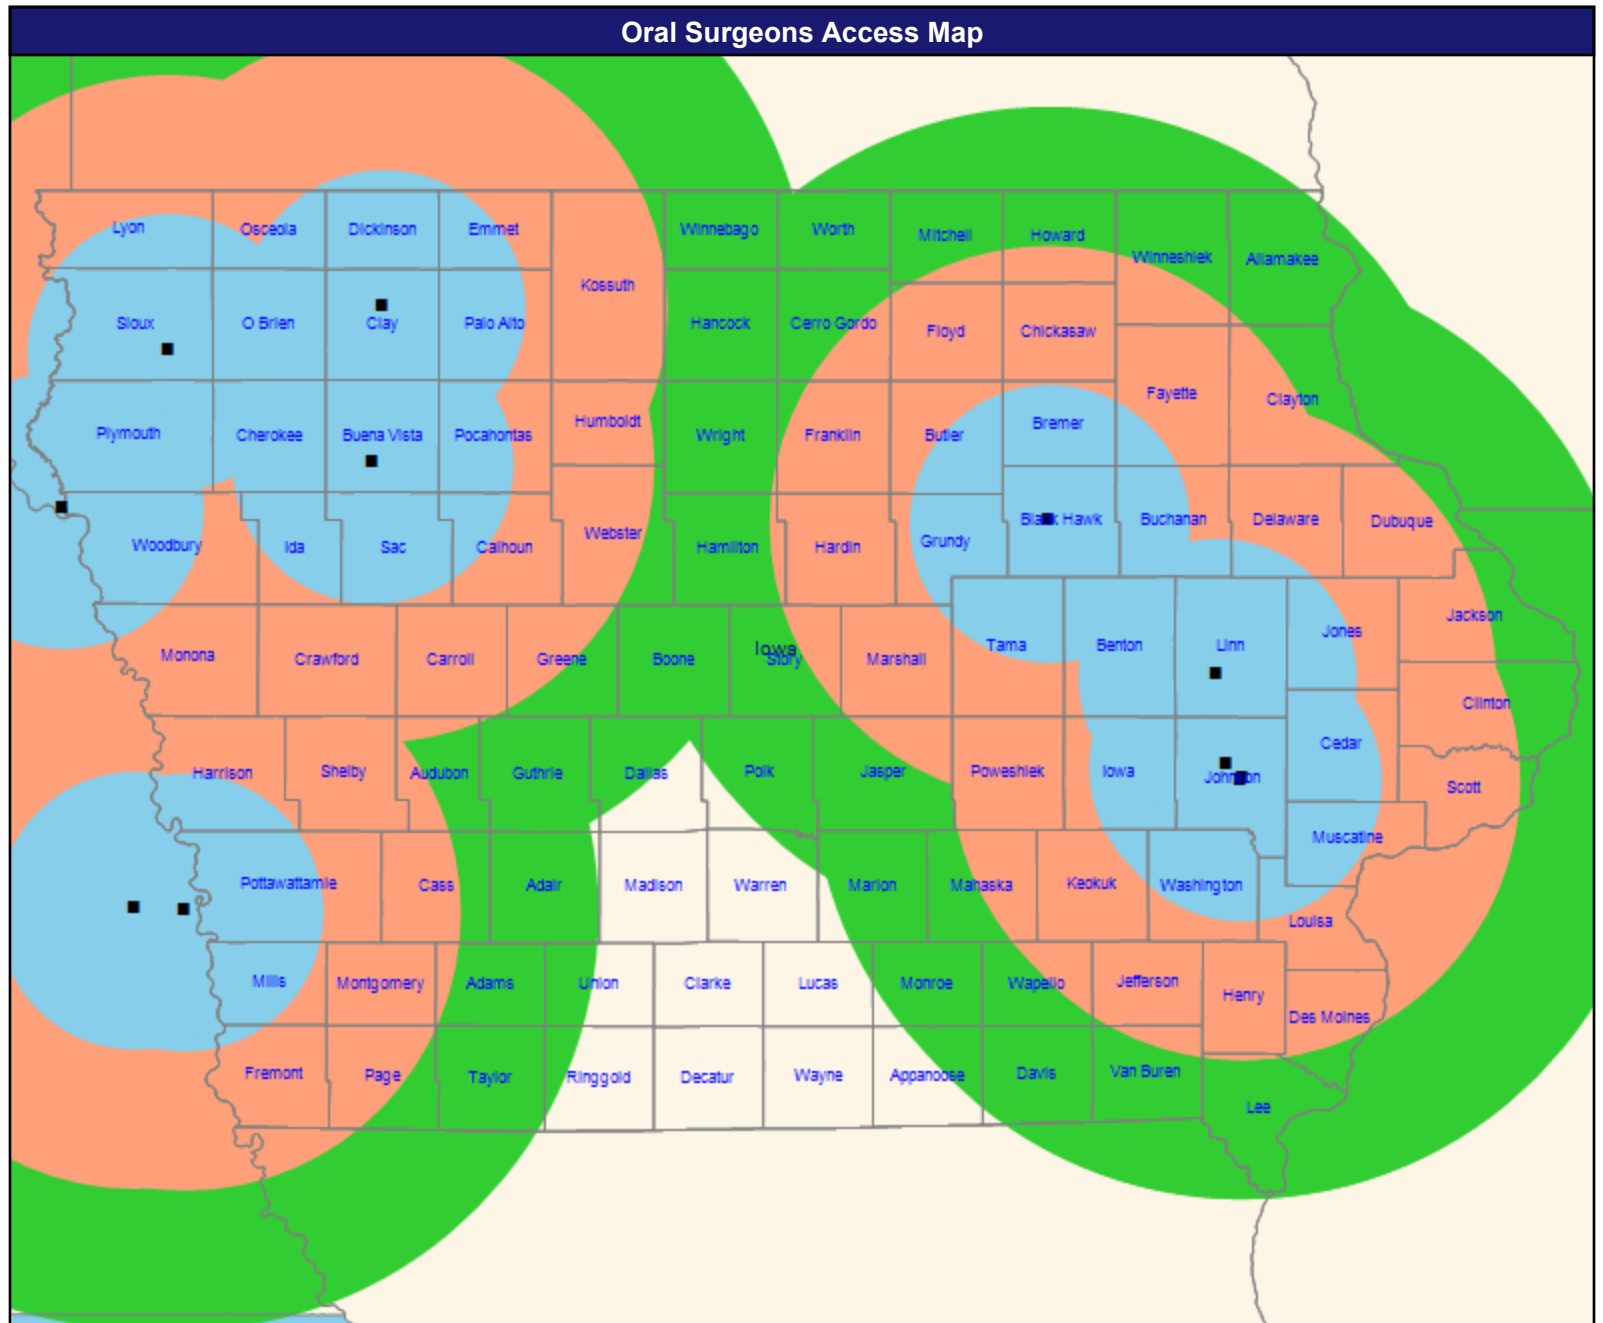 Oral Surgeons Access Map
Lyon Osceola Dickinson Emmet Winnebago Worth Mitchell Howard
Winneshiek Allamakee
Kossuth
Sioux O Brien Clay Palo Alto Hancock Cerro Gordo Floyd Chickasaw
Fayette Clayton
Plymouth Cherokee Buena Vista Pocahontas Humboldt Wright Franklin Butler Bremer
Woodbury Ida Sac Calhoun Webster Hamilton Hardin Grundy Black Hawk Buchanan Delaware Dubuque
Jackson
Monona Crawford Carroll Greene Boone Iowa Story Marshall Tama Benton Linn Jones
Clinton
Harrison Shelby Audubon Guthrie Dallas Polk Jasper Poweshiek Iowa Johnson Cedar Scott
Muscatine
Pottawattamie Cass Adair Madison Warren Marion Mahaska Keokuk Washington
Louisa
Mills Montgomery Adams Union Clarke Lucas Monroe Wapello Jefferson Henry
Des Moines
Fremont Page Taylor Ringgold Decatur Wayne Appanoose Davis Van Buren
Lee